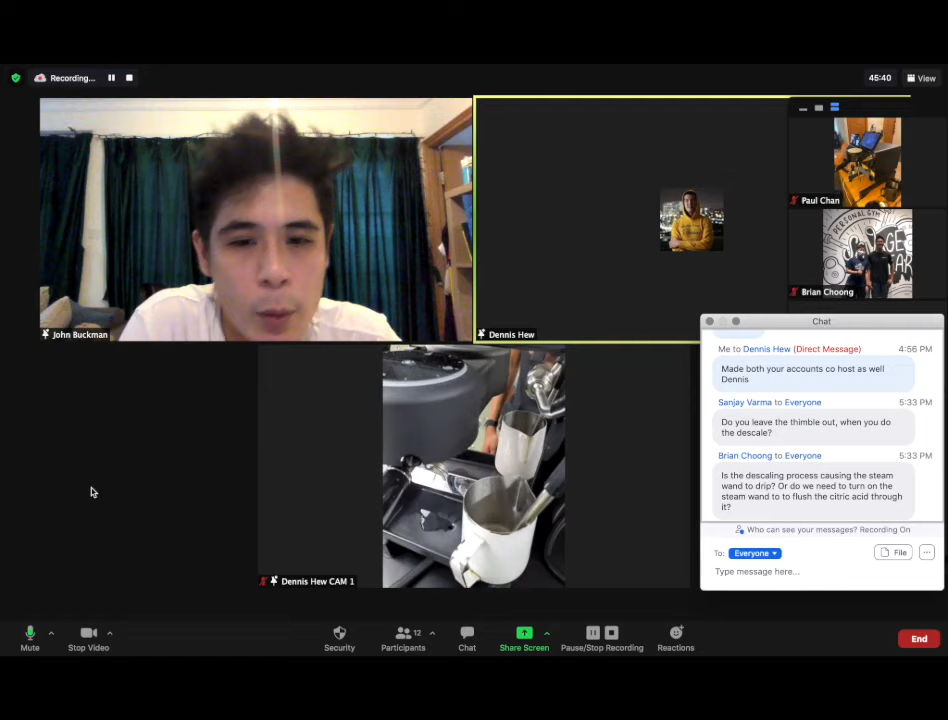 Recording...
45:40
View
Paul Chan
PERSONAL GYM
Brian Choong
John Buckman
Dennis Hew
Chat
Me to Dennis Hew (Direct Message) 4:56 PM
Made both your accounts co host as well
Dennis
Sanjay Varma to Everyone 5:33 PM
Do you leave the thimble out, when you do
the descale?
Brian Choong to Everyone 5:33 PM
Is the descaling process causing the steam
wand to drip? Or do we need to turn on the
steam wand to to flush the citric acid through
it?
Who can see your messages? Recording On
To: Everyone
File
Type message here...
Dennis Hew CAM 1
Mute
Stop Video
Security
Participants
12
Chat
Share Screen
Pause/Stop Recording
Reactions
End